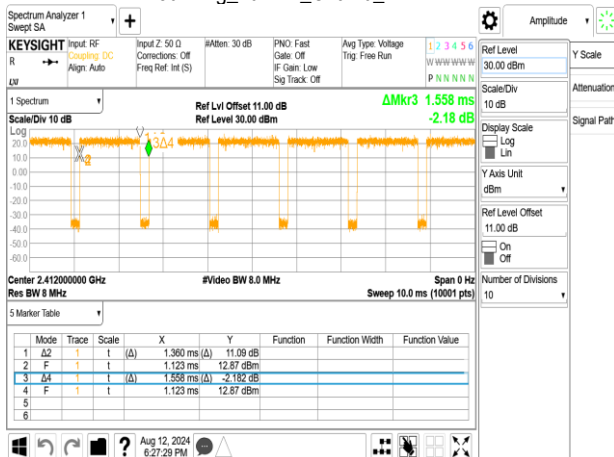 Spectrum Analyzer 1
Swept SA
+
Amplitude
KEYSIGHT
R
LXI
Input: RF
Coupling: DC
Align: Auto
Input Z: 50 Ω
Corrections: Off
Freq Ref: Int (S)
#Atten: 30 dB
PNO: Fast
Gate: Off
IF Gain: Low
Sig Track: Off
Avg Type: Voltage
Trig: Free Run
1 2 3 4 5 6
W W W W W W
P N N N N N
1 Spectrum
Scale/Div 10 dB
Ref Lvl Offset 11.00 dB
Ref Level 30.00 dBm
ΔMkr3 1.558 ms
-2.18 dB
Log
20.0
10.0
0.00
-10.0
-20.0
-30.0
-40.0
-50.0
-60.0
3Δ4
Center 2.412000000 GHz
Res BW 8 MHz
#Video BW 8.0 MHz
Span 0 Hz
Sweep 10.0 ms (10001 pts)
5 Marker Table
Mode Trace Scale X Y Function Function Width Function Value
1 Δ2 1 t (Δ) 1.360 ms (Δ) 11.09 dB
2 F 1 t 1.123 ms 12.87 dBm
3 Δ4 1 t (Δ) 1.558 ms (Δ) -2.182 dB
4 F 1 t 1.123 ms 12.87 dBm
5
6
Aug 12, 2024
6:27:29 PM
Ref Level
30.00 dBm
Scale/Div
10 dB
Display Scale
Log
Lin
Y Axis Unit
dBm
Ref Level Offset
11.00 dB
On
Off
Number of Divisions
10
Y Scale
Attenuation
Signal Path